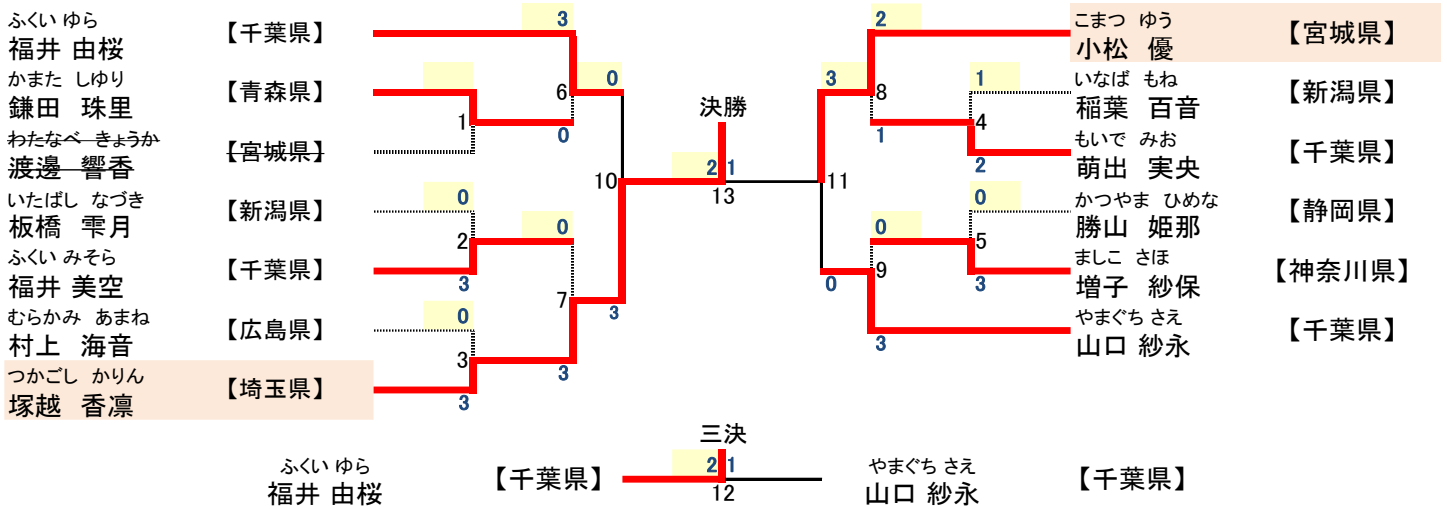 ふくい ゆら
福井 由桜 【千葉県】
かまた しゆり
鎌田 珠里 【青森県】
わたなべ きょうか
渡邊 響香 【宮城県】
いたばし なづき
板橋 雫月 【新潟県】
ふくい みそら
福井 美空 【千葉県】
むらかみ あまね
村上 海音 【広島県】
つかごし かりん
塚越 香凛 【埼玉県】
3
6
0
1
0
0
2
3
0
7
0
3
3
3
10
3
決勝
2 1
13
2
3
8
1
1
4
2
11
0
0
5
3
0
9
3
こまつ ゆう
小松 優 【宮城県】
いなば もね
稲葉 百音 【新潟県】
もいで みお
萌出 実央 【千葉県】
かつやま ひめな
勝山 姫那 【静岡県】
ましこ さほ
増子 紗保 【神奈川県】
やまぐち さえ
山口 紗永 【千葉県】
三決
ふくい ゆら
福井 由桜 【千葉県】
2 1
12
やまぐち さえ
山口 紗永 【千葉県】